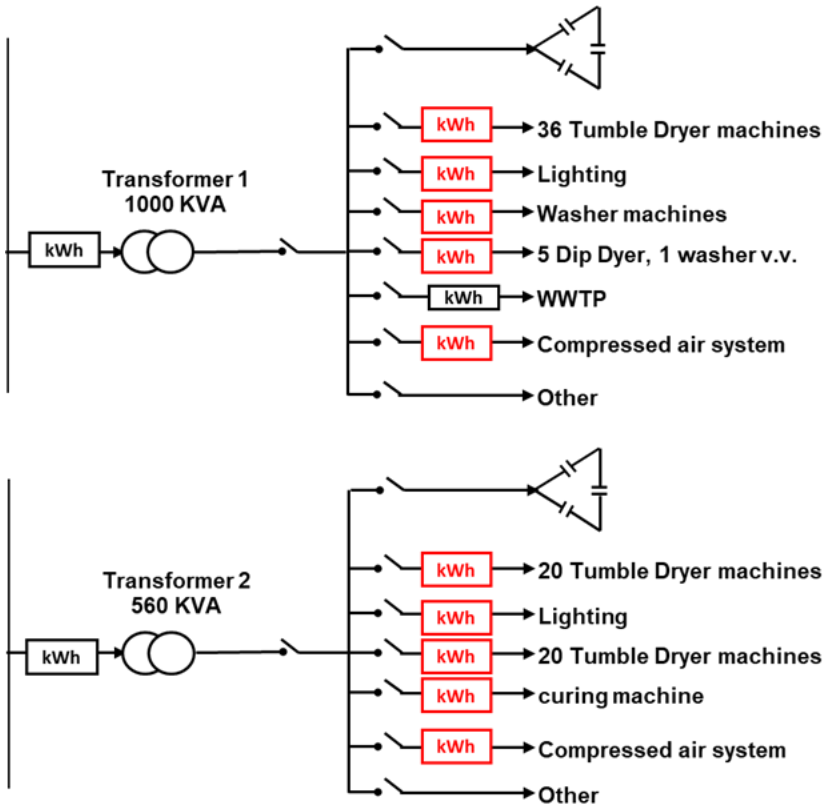 kWh 36 Tumble Dryer machines
Transformer 1
1000 KVA
kWh Lighting
kWh Washer machines
kWh
kWh 5 Dip Dyer, 1 washer v.v.
kWh WWTP
kWh Compressed air system
Other
kWh 20 Tumble Dryer machines
Transformer 2
560 KVA
kWh Lighting
kWh
kWh 20 Tumble Dryer machines
kWh curing machine
kWh Compressed air system
Other